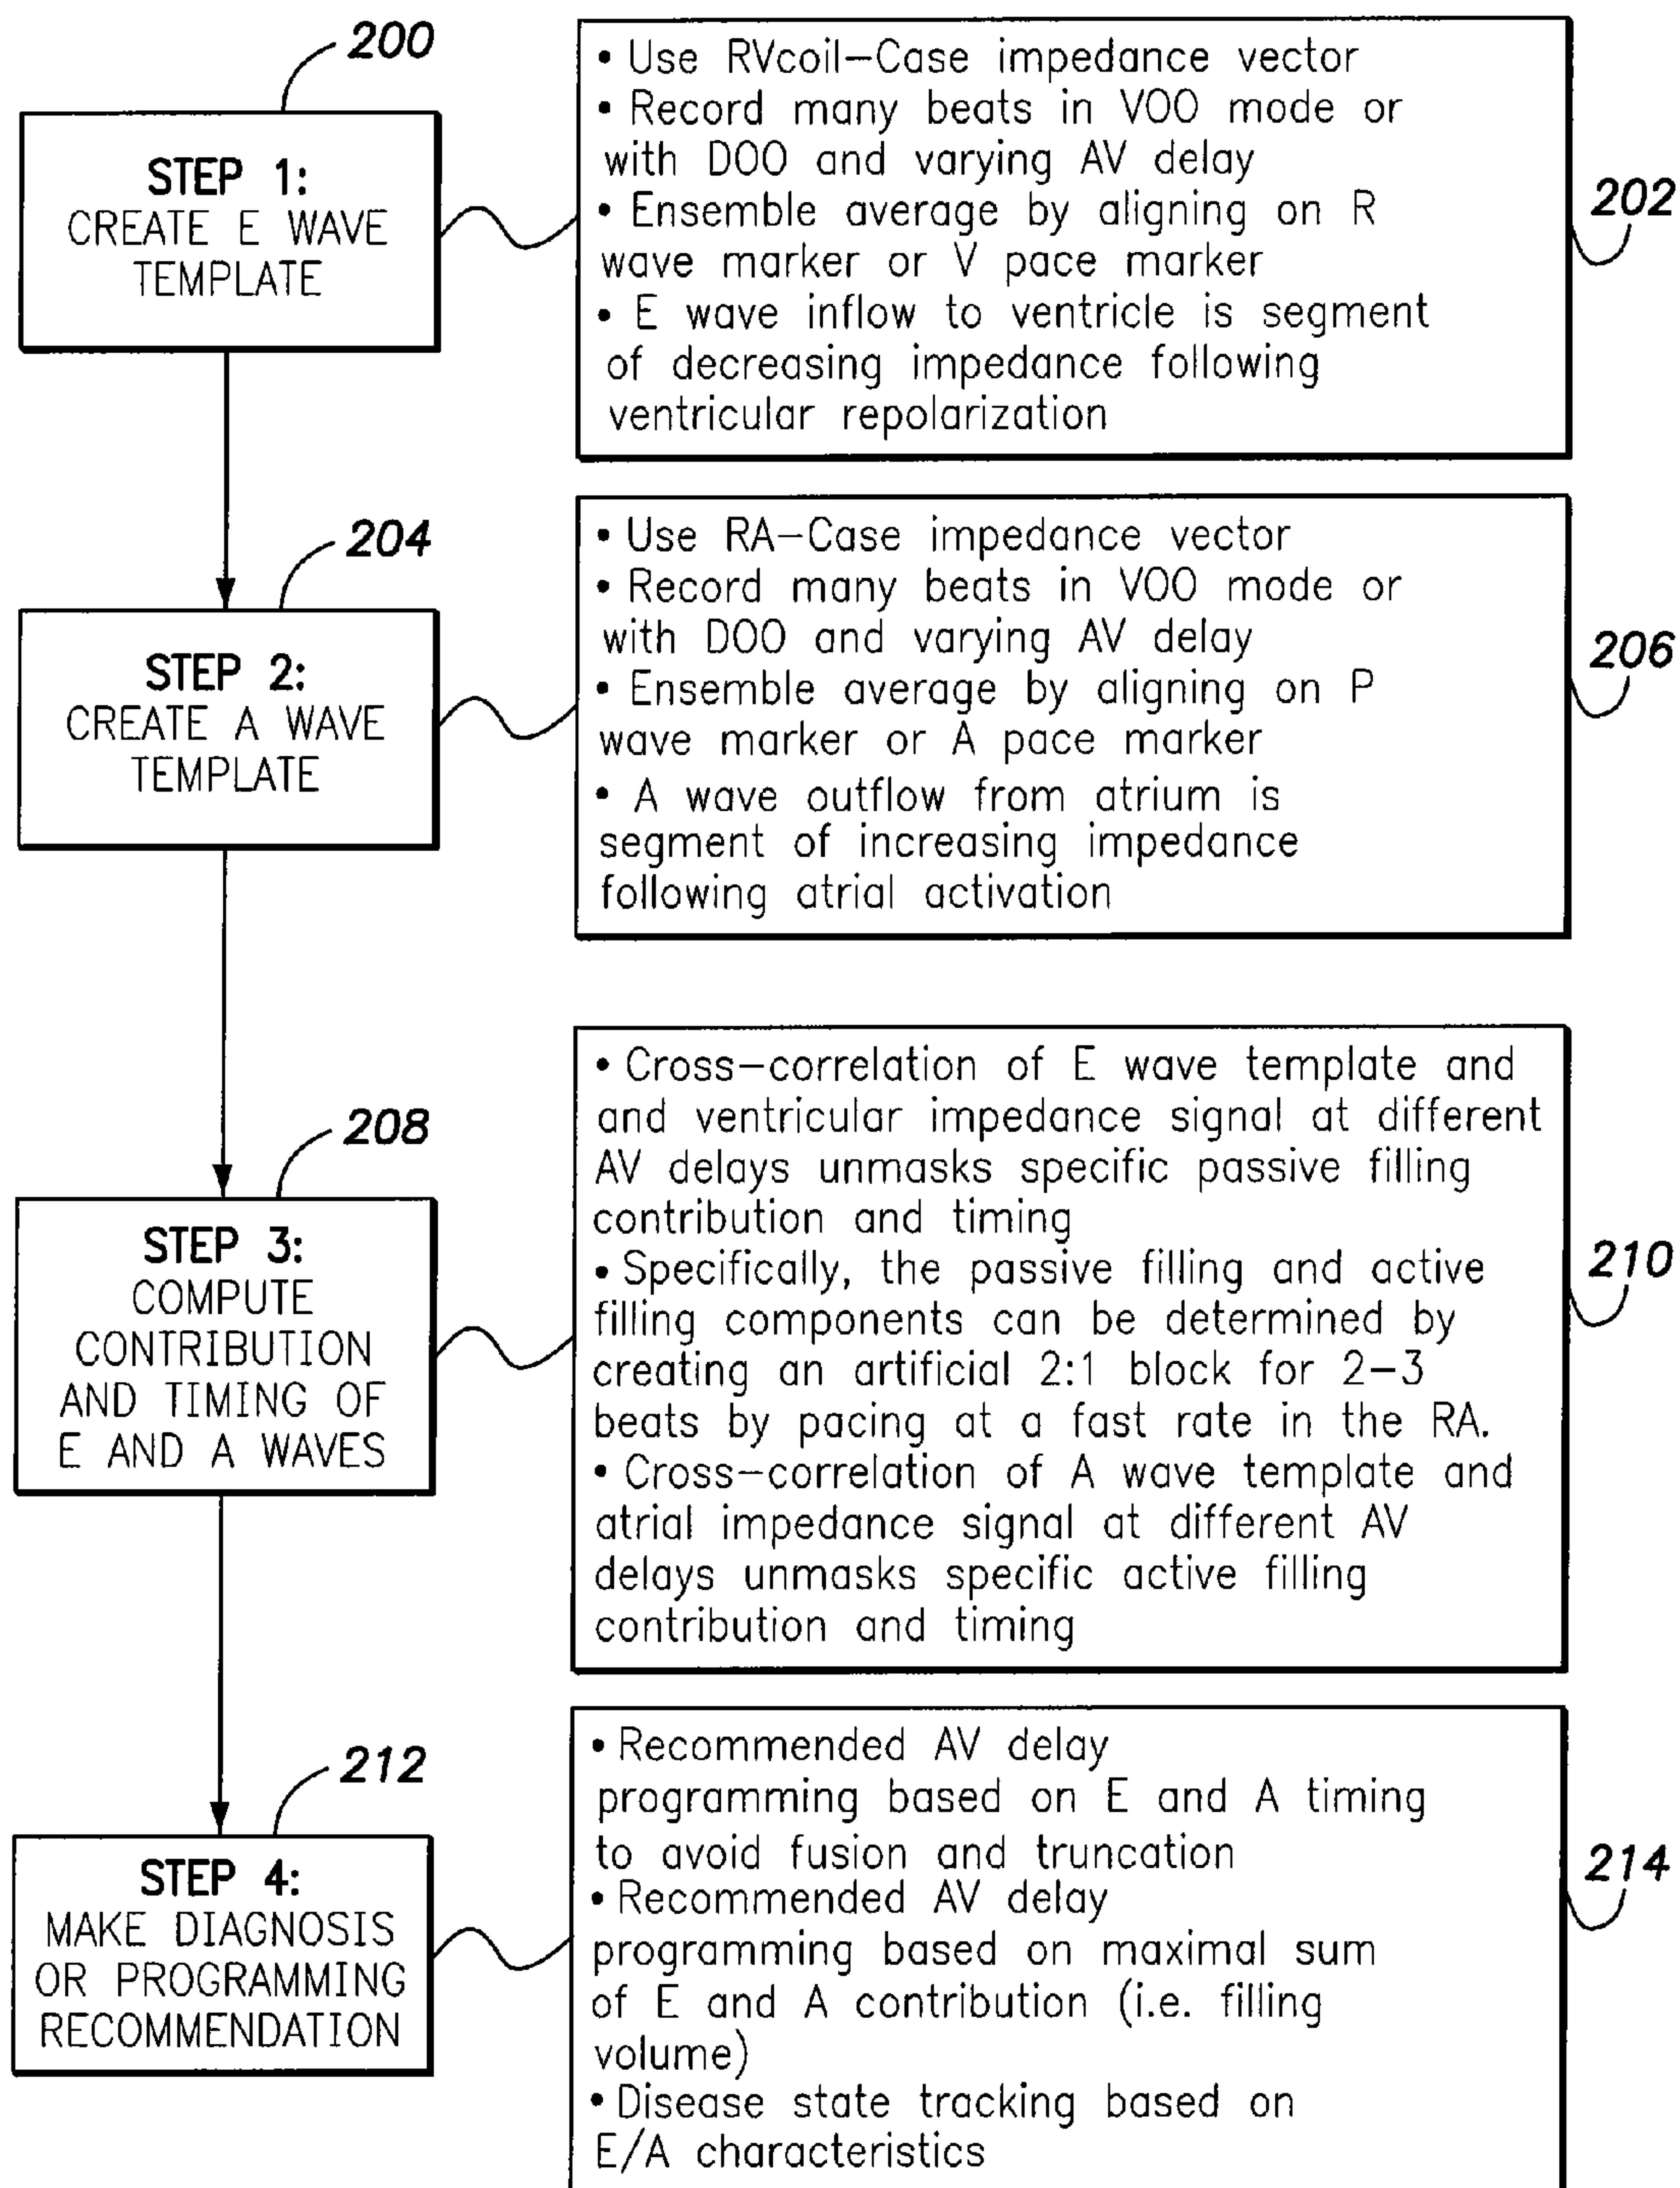 200
STEP 1:
CREATE E WAVE
TEMPLATE
• Use RVcoil-Case impedance vector
• Record many beats in VOO mode or
with DOO and varying AV delay
• Ensemble average by aligning on R
wave marker or V pace marker
• E wave inflow to ventricle is segment
of decreasing impedance following
ventricular repolarization
202
204
STEP 2:
CREATE A WAVE
TEMPLATE
• Use RA-Case impedance vector
• Record many beats in VOO mode or
with DOO and varying AV delay
• Ensemble average by aligning on P
wave marker or A pace marker
• A wave outflow from atrium is
segment of increasing impedance
following atrial activation
206
208
STEP 3:
COMPUTE
CONTRIBUTION
AND TIMING OF
E AND A WAVES
• Cross-correlation of E wave template and
and ventricular impedance signal at different
AV delays unmasks specific passive filling
contribution and timing
• Specifically, the passive filling and active
filling components can be determined by
creating an artificial 2:1 block for 2-3
beats by pacing at a fast rate in the RA.
• Cross-correlation of A wave template and
atrial impedance signal at different AV
delays unmasks specific active filling
contribution and timing
210
212
STEP 4:
MAKE DIAGNOSIS
OR PROGRAMMING
RECOMMENDATION
• Recommended AV delay
programming based on E and A timing
to avoid fusion and truncation
• Recommended AV delay
programming based on maximal sum
of E and A contribution (i.e. filling
volume)
• Disease state tracking based on
E/A characteristics
214